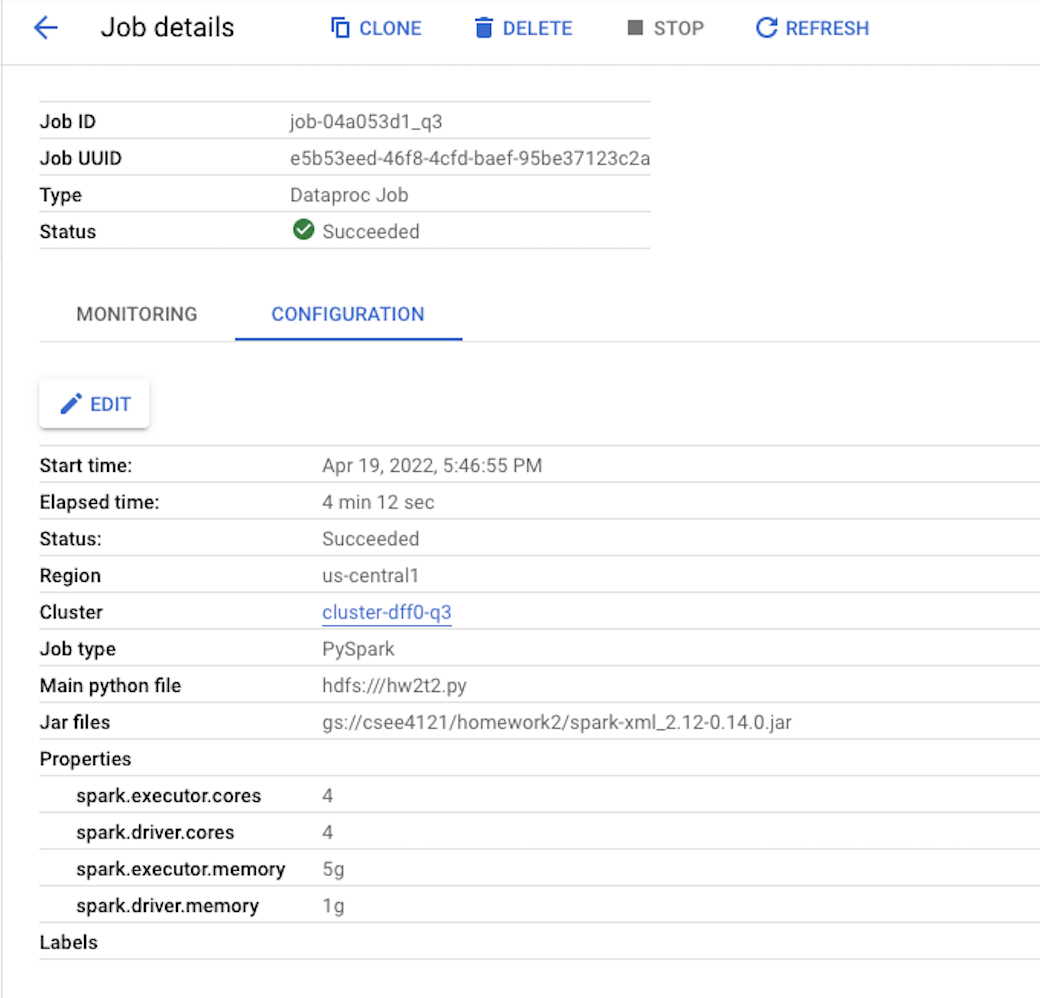 Job details CLONE DELETE STOP REFRESH
Job ID job-04a053d1_q3
Job UUID e5b53eed-46f8-4cfd-baef-95be37123c2a
Type Dataproc Job
Status Succeeded
MONITORING CONFIGURATION
EDIT
Start time: Apr 19, 2022, 5:46:55 PM
Elapsed time: 4 min 12 sec
Status: Succeeded
Region us-central1
Cluster cluster-dff0-q3
Job type PySpark
Main python file hdfs:///hw2t2.py
Jar files gs://csee4121/homework2/spark-xml_2.12-0.14.0.jar
Properties
spark.executor.cores 4
spark.driver.cores 4
spark.executor.memory 5g
spark.driver.memory 1g
Labels